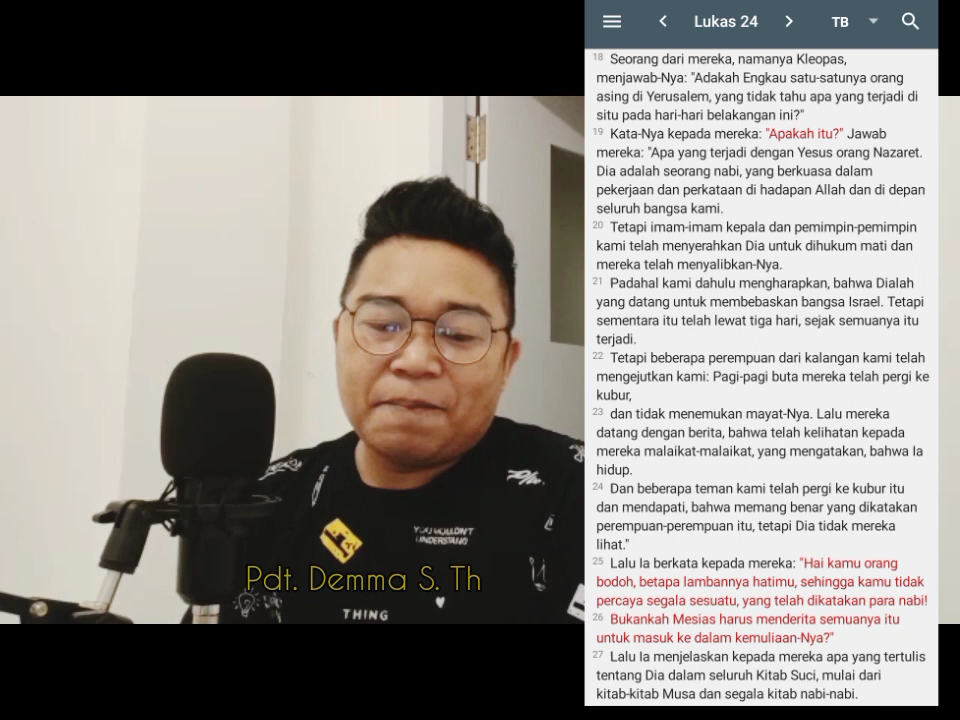 Lukas 24
TB
18 Seorang dari mereka, namanya Kleopas,
menjawab-Nya: "Adakah Engkau satu-satunya orang
asing di Yerusalem, yang tidak tahu apa yang terjadi di
situ pada hari-hari belakangan ini?"
19 Kata-Nya kepada mereka: "Apakah itu?" Jawab
mereka: "Apa yang terjadi dengan Yesus orang Nazaret.
Dia adalah seorang nabi, yang berkuasa dalam
pekerjaan dan perkataan di hadapan Allah dan di depan
seluruh bangsa kami.
20 Tetapi imam-imam kepala dan pemimpin-pemimpin
kami telah menyerahkan Dia untuk dihukum mati dan
mereka telah menyalibkan-Nya.
21 Padahal kami dahulu mengharapkan, bahwa Dialah
yang datang untuk membebaskan bangsa Israel. Tetapi
sementara itu telah lewat tiga hari, sejak semuanya itu
terjadi.
22 Tetapi beberapa perempuan dari kalangan kami telah
mengejutkan kami: Pagi-pagi buta mereka telah pergi ke
kubur,
23 dan tidak menemukan mayat-Nya. Lalu mereka
datang dengan berita, bahwa telah kelihatan kepada
mereka malaikat-malaikat, yang mengatakan, bahwa Ia
hidup.
24 Dan beberapa teman kami telah pergi ke kubur itu
dan mendapati, bahwa memang benar yang dikatakan
perempuan-perempuan itu, tetapi Dia tidak mereka
lihat."
25 Lalu Ia berkata kepada mereka: "Hai kamu orang
bodoh, betapa lambannya hatimu, sehingga kamu tidak
percaya segala sesuatu, yang telah dikatakan para nabi!
26 Bukankah Mesias harus menderita semuanya itu
untuk masuk ke dalam kemuliaan-Nya?"
27 Lalu Ia menjelaskan kepada mereka apa yang tertulis
tentang Dia dalam seluruh Kitab Suci, mulai dari
kitab-kitab Musa dan segala kitab nabi-nabi.
YOU WOULDN'T
UNDERSTAND
Pdt. Demma S. Th
THING